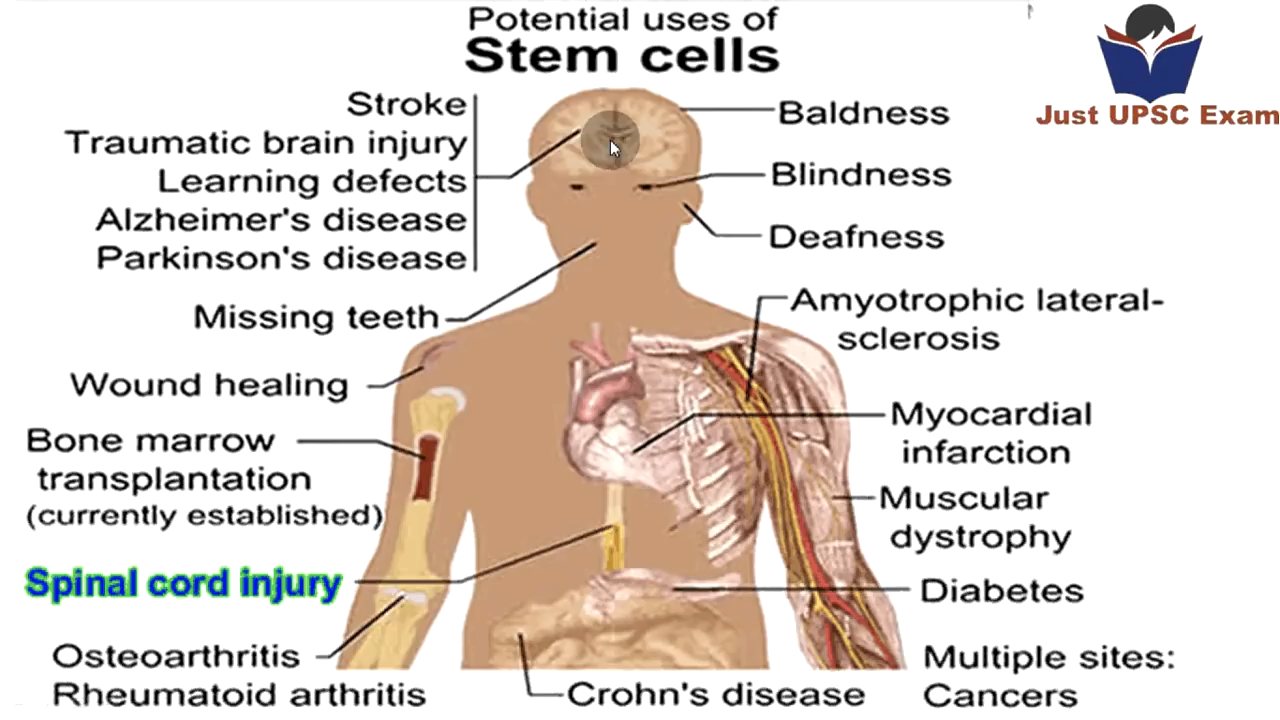 Potential uses of
Stem cells
Just UPSC Exam
Stroke
Traumatic brain injury
Learning defects
Alzheimer's disease
Parkinson's disease
Missing teeth
Wound healing
Bone marrow
transplantation
(currently established)
Spinal cord injury
Osteoarthritis
Rheumatoid arthritis
Baldness
Blindness
Deafness
Amyotrophic lateral-
sclerosis
Myocardial
infarction
Muscular
dystrophy
Diabetes
Crohn's disease
Multiple sites:
Cancers